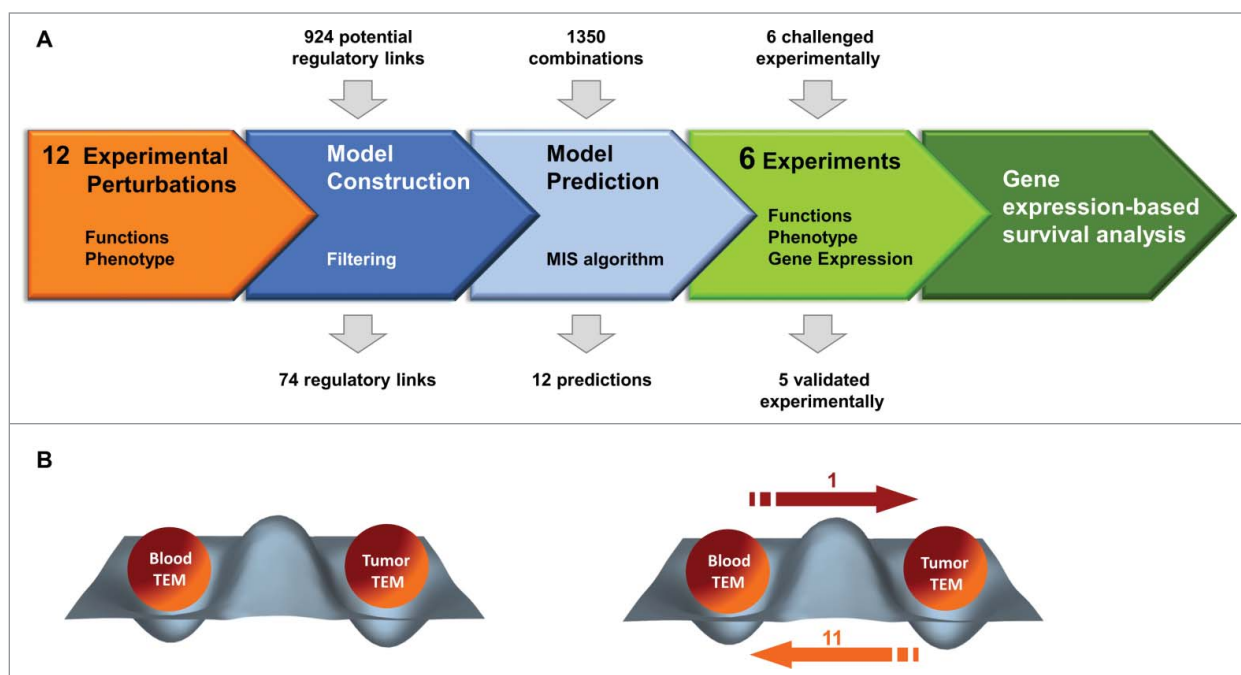 A
924 potential
regulatory links
1350
combinations
6 challenged
experimentally
12 Experimental
Perturbations
Functions
Phenotype
Model
Construction
Filtering
Model
Prediction
MIS algorithm
6 Experiments
Functions
Phenotype
Gene Expression
Gene
expression-based
survival analysis
74 regulatory links
12 predictions
5 validated
experimentally
B
Blood
TEM
Tumor
TEM
1
Blood
TEM
Tumor
TEM
11